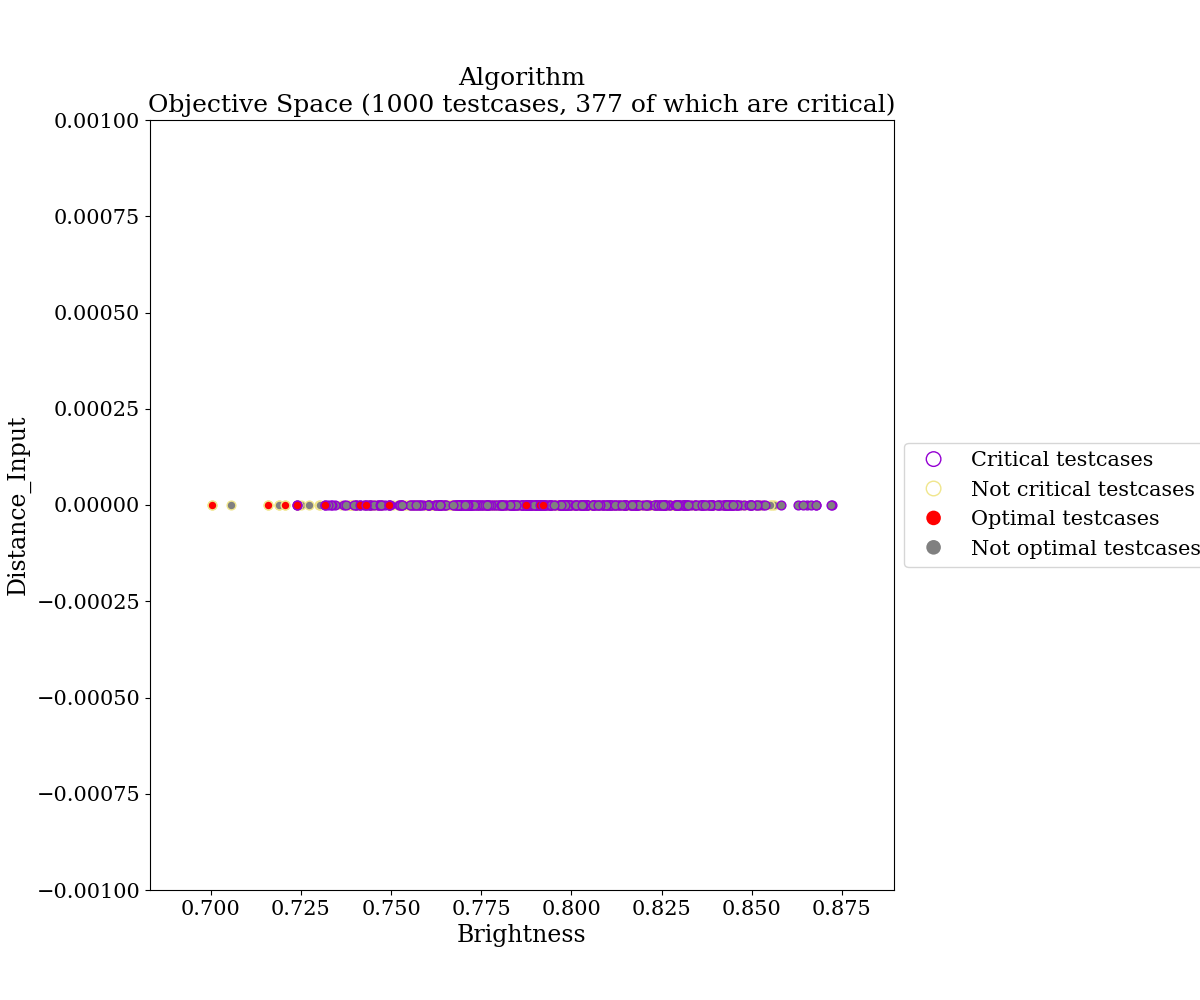 Algorithm
Objective Space (1000 testcases, 377 of which are critical)
0.00100
0.00075
0.00050
0.00025
0.00000
−0.00025
−0.00050
−0.00075
−0.00100
Distance_Input
0.700 0.725 0.750 0.775 0.800 0.825 0.850 0.875
Brightness
Critical testcases
Not critical testcases
Optimal testcases
Not optimal testcases